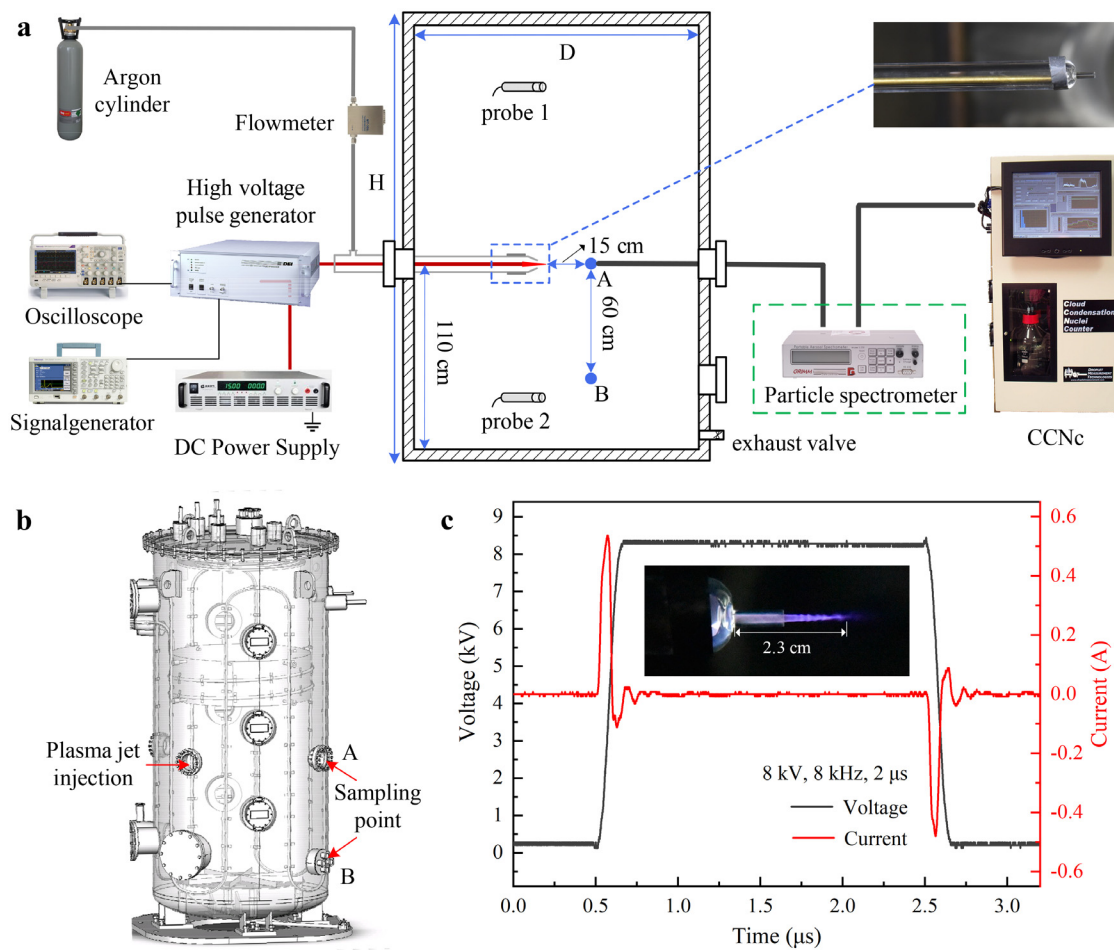 a
Argon
cylinder
Flowmeter
D
probe 1
H
High voltage
pulse generator
15 cm
A
60 cm
B
110 cm
probe 2
Oscilloscope
Signalgenerator
1500 000.0
DC Power Supply
Particle spectrometer
exhaust valve
Cloud
Condensation
Nuclei
Counter
CCNc
b
Plasma jet
injection
A
Sampling
point
B
c
9
8
7
6
5
4
3
2
1
0
Voltage (kV)
0.6
0.4
0.2
0.0
-0.2
-0.4
-0.6
Current (A)
2.3 cm
8 kV, 8 kHz, 2 μs
Voltage
Current
0.0
0.5
1.0
1.5
2.0
2.5
3.0
Time (μs)